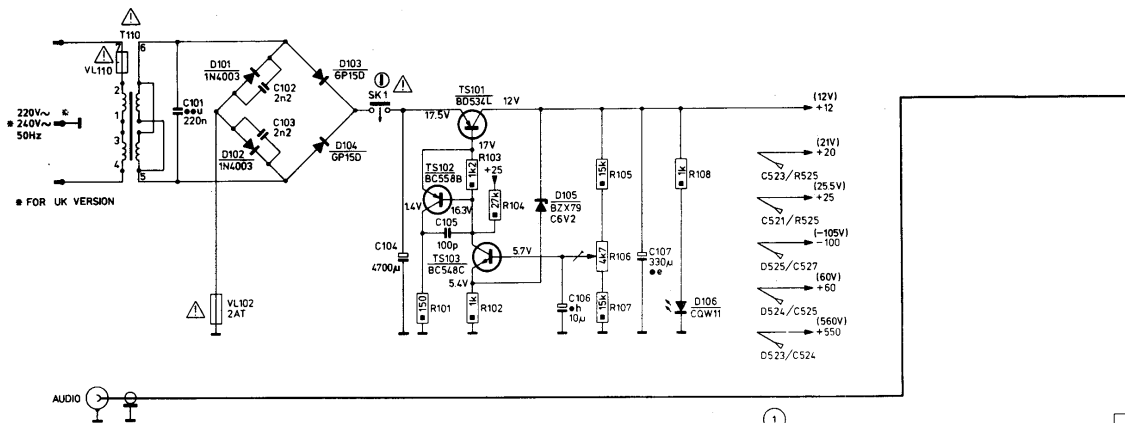 T110
7
6
VL110
2
1
3
4
5
220V~ *
* 240V~
50Hz
* FOR UK VERSION
C101
●●u
220n
D101
1N4003
C102
2n2
C103
2n2
D102
1N4003
D103
GP15D
D104
GP15D
SK1
VL102
2AT
C104
4700µ
TS101
BD534L
17.5V
12V
17V
R103
1k2
+25
27k
R104
TS102
BC558B
1.4V
16.3V
C105
100p
TS103
BC548C
5.7V
5.4V
150
R101
1k
R102
D105
BZX79
C6V2
C106
●h
10µ
15k
R105
4k7
R106
15k
R107
C107
330µ
●e
1k
R108
D106
CQW11
(12V)
+12
(21V)
+20
C523/R525
(25.5V)
+25
C521/R525
(-105V)
-100
D525/C527
(60V)
+60
D524/C525
(560V)
+550
D523/C524
AUDIO
1